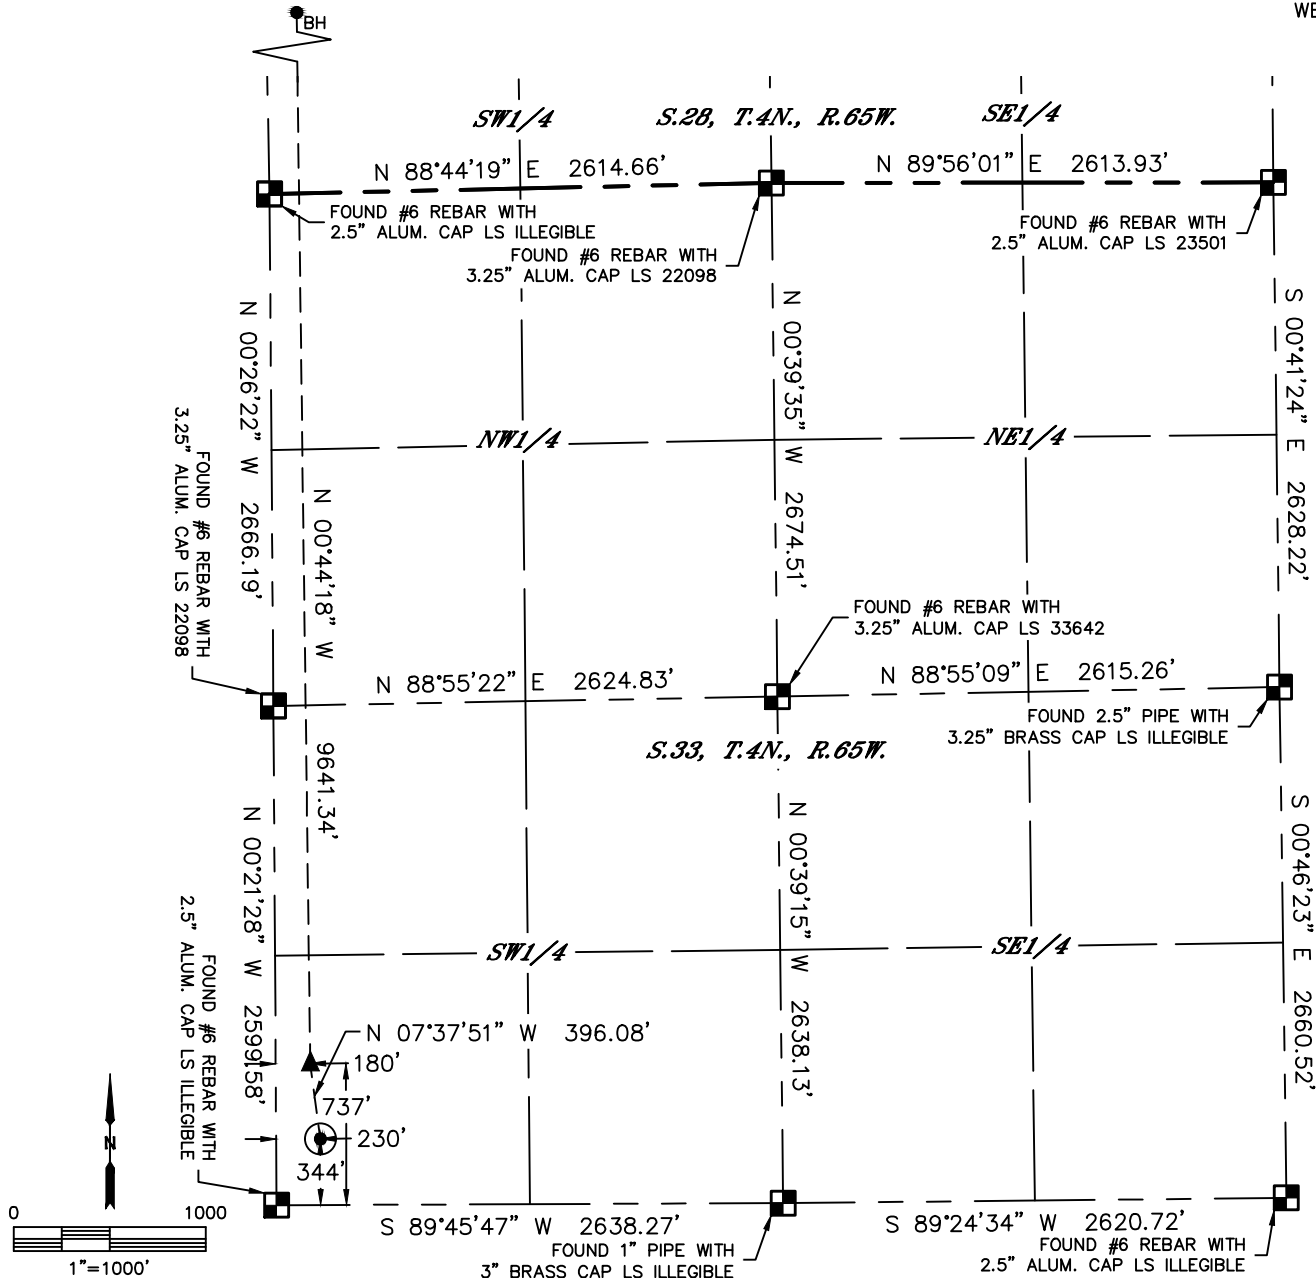 WE
BH
SW1/4
S.28, T.4N., R.65W.
SE1/4
N 88°44'19" E 2614.66'
N 89°56'01" E 2613.93'
FOUND #6 REBAR WITH
2.5" ALUM. CAP LS ILLEGIBLE
FOUND #6 REBAR WITH
3.25" ALUM. CAP LS 22098
FOUND #6 REBAR WITH
2.5" ALUM. CAP LS 23501
N 00°26'22" W 2666.19'
N 00°39'35" W 2674.51'
S 00°41'24" E 2628.22'
NW1/4
NE1/4
FOUND #6 REBAR WITH
3.25" ALUM. CAP LS 22098
N 00°44'18" W 9641.34'
FOUND #6 REBAR WITH
3.25" ALUM. CAP LS 33642
N 88°55'22" E 2624.83'
N 88°55'09" E 2615.26'
FOUND 2.5" PIPE WITH
3.25" BRASS CAP LS ILLEGIBLE
S.33, T.4N., R.65W.
N 00°21'28" W 2599.58'
N 00°39'15" W 2638.13'
S 00°46'23" E 2660.52'
SW1/4
SE1/4
FOUND #6 REBAR WITH
2.5" ALUM. CAP LS ILLEGIBLE
N 07°37'51" W 396.08'
180'
737'
230'
344'
N
0 1000
1"=1000'
S 89°45'47" W 2638.27'
S 89°24'34" W 2620.72'
FOUND 1" PIPE WITH
3" BRASS CAP LS ILLEGIBLE
FOUND #6 REBAR WITH
2.5" ALUM. CAP LS ILLEGIBLE